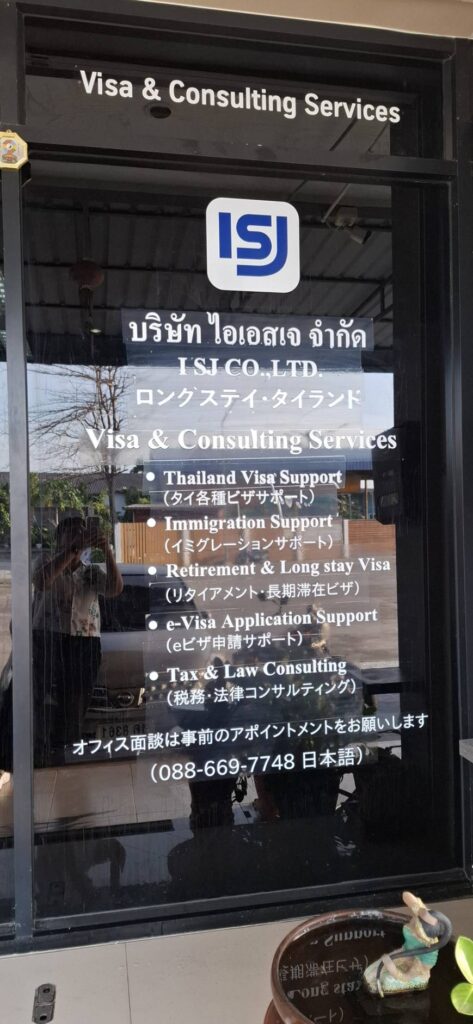 Visa & Consulting Services
ISJ
บริษัท ไอเอสเจ จำกัด
I SJ CO.,LTD.
ロングステイ・タイランド
Visa & Consulting Services
• Thailand Visa Support
（タイ各種ビザサポート）
• Immigration Support
（イミグレーションサポート）
• Retirement & Long stay Visa
（リタイアメント・長期滞在ビザ）
• e-Visa Application Support
（eビザ申請サポート）
• Tax & Law Consulting
（税務・法律コンサルティング）
オフィス面談は事前のアポイントメントをお願いします
（088-669-7748 日本語）